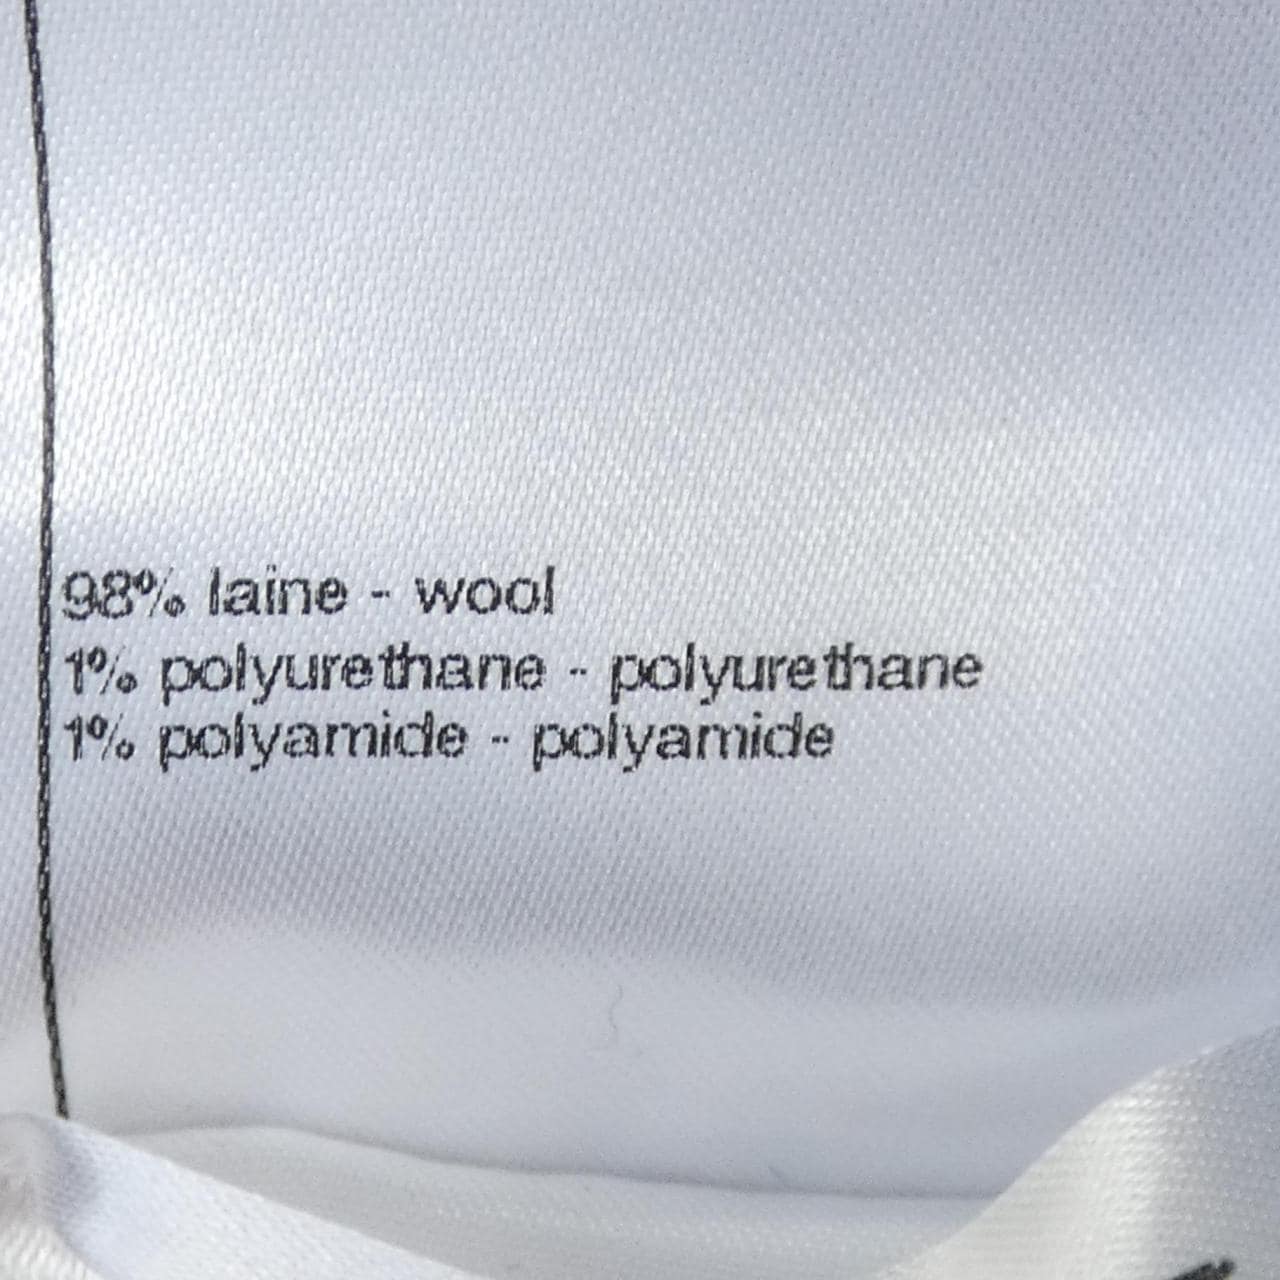 98% laine - wool
1% polyurethane - polyurethane
1% polyamide - polyamide